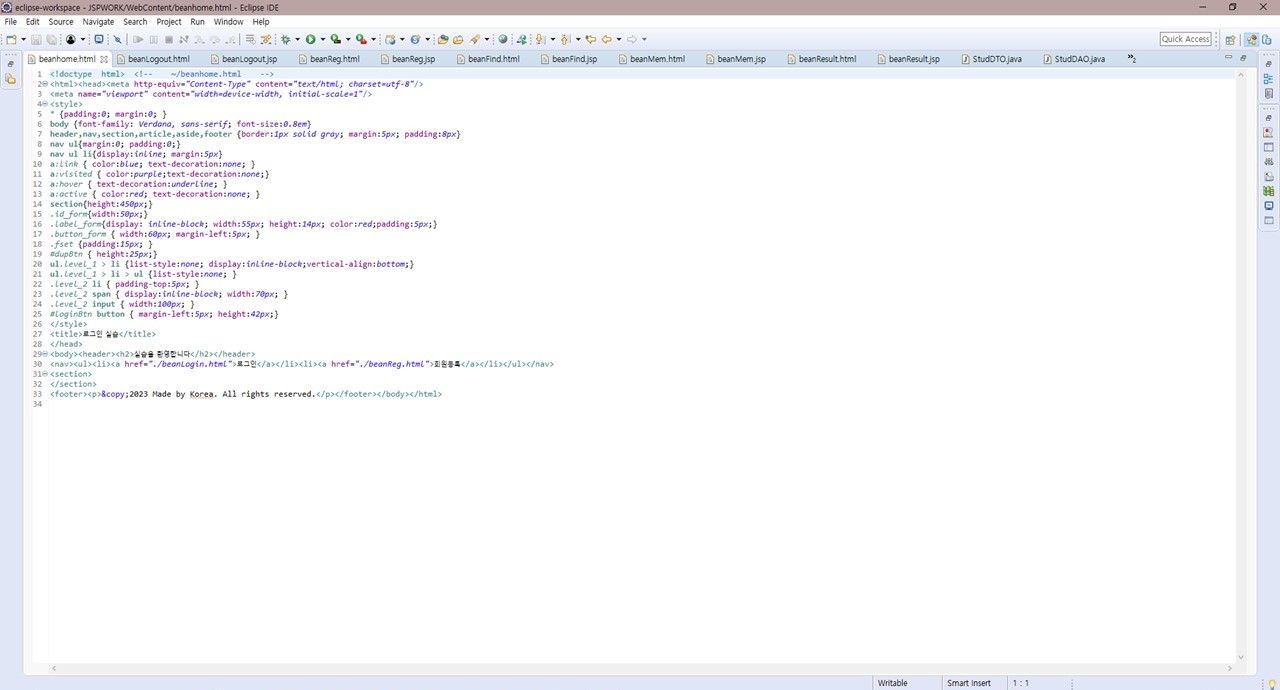 eclipse-workspace - JSPWORK/WebContent/beanhome.html - Eclipse IDE
File Edit Source Navigate Search Project Run Window Help
Quick Access
beanhome.html beanLogout.html beanLogout.jsp beanReg.html beanReg.jsp beanFind.html beanFind.jsp beanMem.html beanMem.jsp beanResult.html beanResult.jsp StudDTO.java StudDAO.java »2
1 <!doctype html> <!-- ~/beanhome.html -->
2 <html><head><meta http-equiv="Content-Type" content="text/html; charset=utf-8"/>
3 <meta name="viewport" content="width=device-width, initial-scale=1"/>
4 <style>
5 * {padding:0; margin:0; }
6 body {font-family: Verdana, sans-serif; font-size:0.8em}
7 header,nav,section,article,aside,footer {border:1px solid gray; margin:5px; padding:8px}
8 nav ul{margin:0; padding:0;}
9 nav ul li{display:inline; margin:5px}
10 a:link { color:blue; text-decoration:none; }
11 a:visited { color:purple;text-decoration:none;}
12 a:hover { text-decoration:underline; }
13 a:active { color:red; text-decoration:none; }
14 section{height:450px;}
15 .id_form{width:50px;}
16 .label_form{display: inline-block; width:55px; height:14px; color:red;padding:5px;}
17 .button_form { width:60px; margin-left:5px; }
18 .fset {padding:15px; }
19 #dupBtn { height:25px;}
20 ul.level_1 > li {list-style:none; display:inline-block;vertical-align:bottom;}
21 ul.level_1 > li > ul {list-style:none; }
22 .level_2 li { padding-top:5px; }
23 .level_2 span { display:inline-block; width:70px; }
24 .level_2 input { width:100px; }
25 #loginBtn button { margin-left:5px; height:42px;}
26 </style>
27 <title>로그인 실습</title>
28 </head>
29 <body><header><h2>실습을 환영합니다</h2></header>
30 <nav><ul><li><a href="./beanLogin.html">로그인</a></li><li><a href="./beanReg.html">회원등록</a></li></ul></nav>
31 <section>
32 </section>
33 <footer><p>&copy;2023 Made by Korea. All rights reserved.</p></footer></body></html>
34
Writable Smart Insert 1 : 1